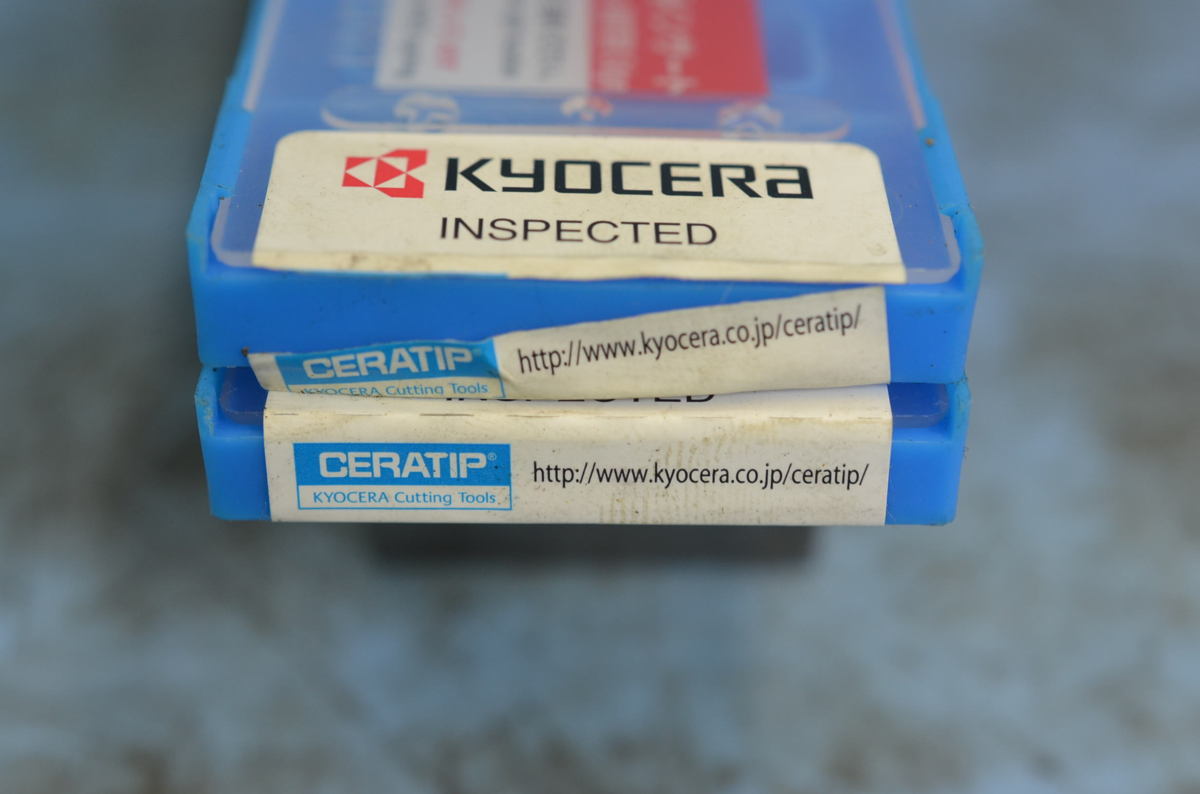 KYOCERA
INSPECTED
CERATIP
KYOCERA Cutting Tools
http://www.kyocera.co.jp/ceratip/
INSPECTED
CERATIP®
KYOCERA Cutting Tools
http://www.kyocera.co.jp/ceratip/